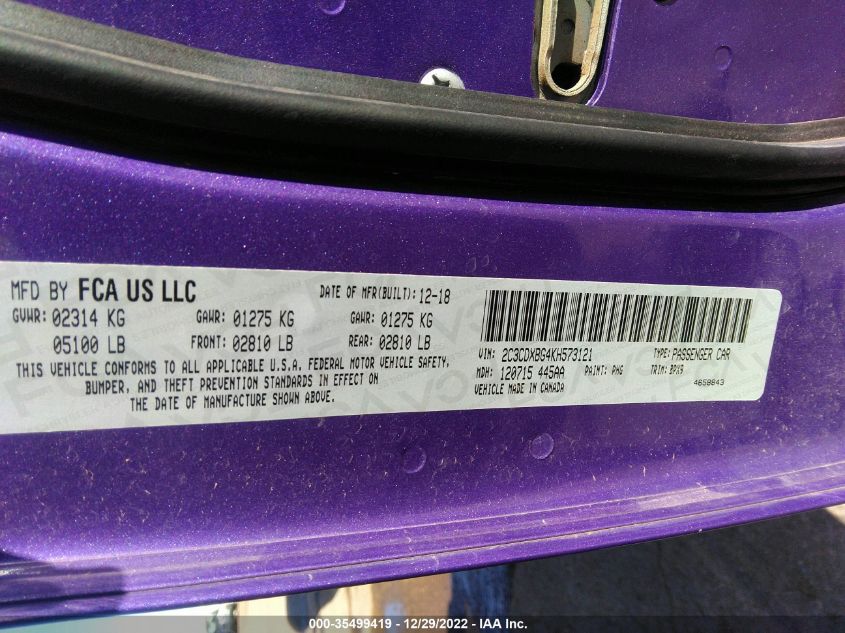 MFD BY FCA US LLC
DATE OF MFR(BUILT): 12-18
GVWR: 02314 KG GAWR: 01275 KG GAWR: 01275 KG
05100 LB FRONT: 02810 LB REAR: 02810 LB
THIS VEHICLE CONFORMS TO ALL APPLICABLE U.S.A. FEDERAL MOTOR VEHICLE SAFETY,
BUMPER, AND THEFT PREVENTION STANDARDS IN EFFECT ON
THE DATE OF MANUFACTURE SHOWN ABOVE.
VIN: 2C3CDXBG4KH573121 TYPE: PASSENGER CAR
MDH: 120715 445AA PAINT: PHG TRIM: BPX9
VEHICLE MADE IN CANADA 4658843
000-35499419 - 12/29/2022 - IAA Inc.